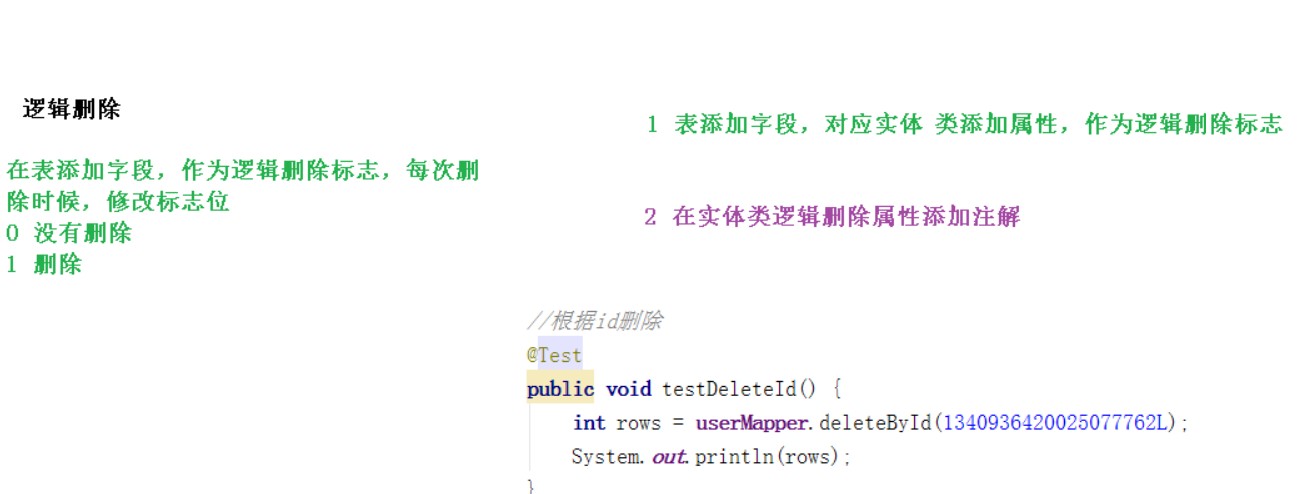 逻辑删除
在表添加字段，作为逻辑删除标志，每次删
除时候，修改标志位
0 没有删除
1 删除
1 表添加字段，对应实体 类添加属性，作为逻辑删除标志
2 在实体类逻辑删除属性添加注解
//根据id删除
@Test
public void testDeleteId() {
int rows = userMapper.deleteById(1340936420025077762L);
System.out.println(rows);
}